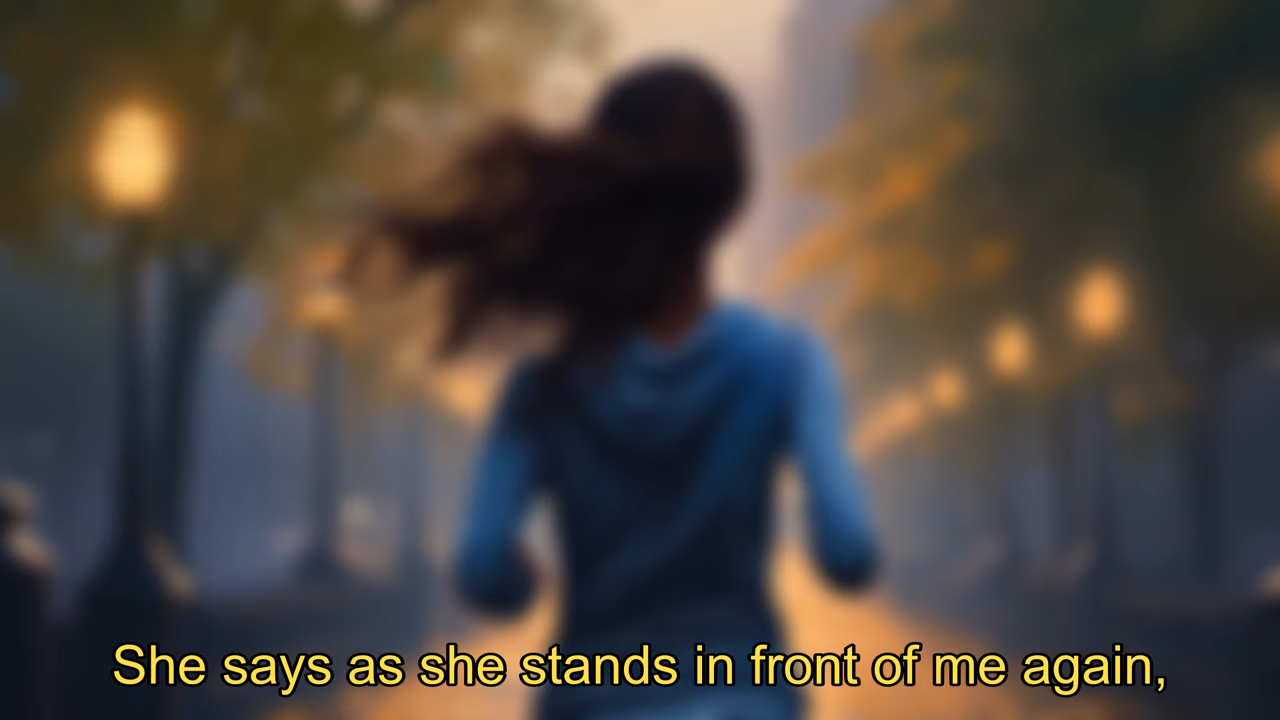 She says as she stands in front of me again,